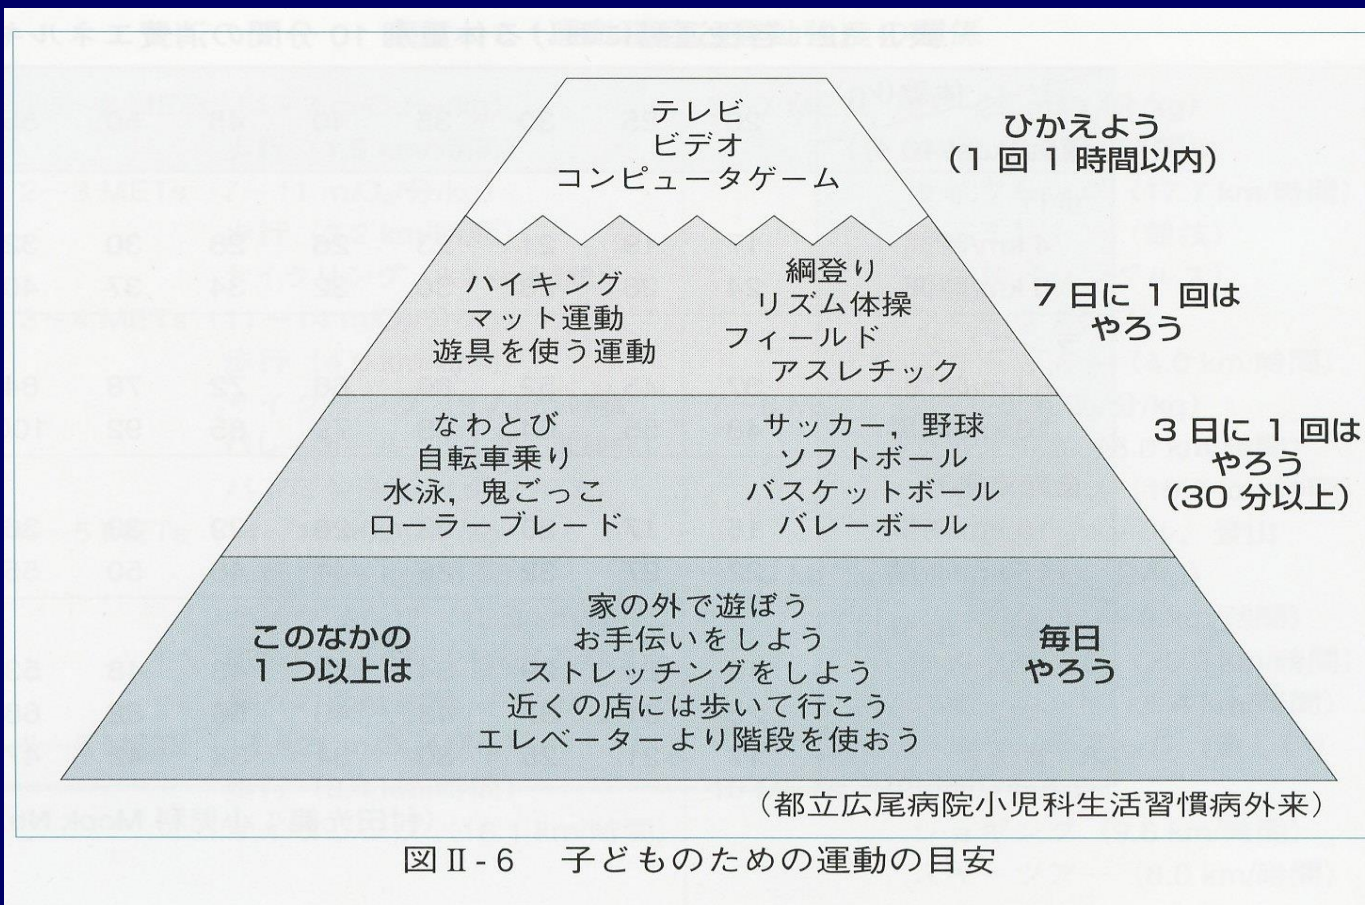 テレビ
ビデオ
コンピュータゲーム
ひかえよう
(1回1時間以内)
ハイキング
マット運動
遊具を使う運動
綱登り
リズム体操
フィールド
アスレチック
7日に1回は
やろう
なわとび
自転車乗り
水泳,鬼ごっこ
ローラーブレード
サッカー,野球
ソフトボール
バスケットボール
バレーボール
3日に1回は
やろう
(30分以上)
このなかの
1つ以上は
家の外で遊ぼう
お手伝いをしよう
ストレッチングをしよう
近くの店には歩いて行こう
エレベーターより階段を使おう
毎日
やろう
(都立広尾病院小児科生活習慣病外来)
図Ⅱ-6 子どものための運動の目安